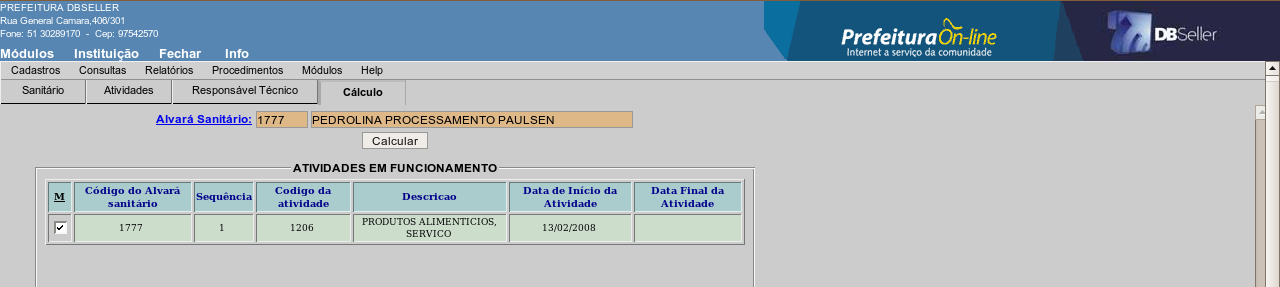 PREFEITURA DBSELLER
Rua General Camara,406/301
Fone: 51 30289170 - Cep: 97542570
Módulos Instituição Fechar Info
Prefeitura On-line
Internet a serviço da comunidade
DBSeller
Cadastros Consultas Relatórios Procedimentos Módulos Help
Sanitário Atividades Responsável Técnico Cálculo
Alvará Sanitário: 1777 PEDROLINA PROCESSAMENTO PAULSEN
Calcular
ATIVIDADES EM FUNCIONAMENTO
M Código do Alvará sanitário Sequência Codigo da atividade Descricao Data de Início da Atividade Data Final da Atividade
1777 1 1206 PRODUTOS ALIMENTICIOS, SERVICO 13/02/2008